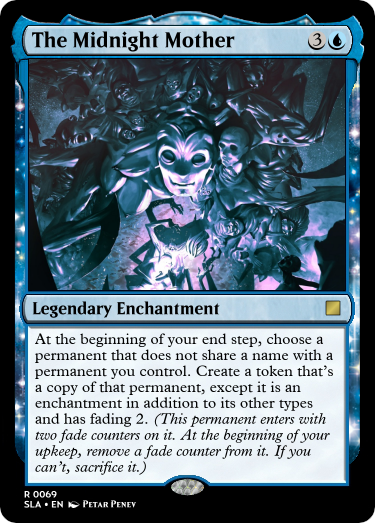 The Midnight Mother 3
Legendary Enchantment
At the beginning of your end step, choose a
permanent that does not share a name with a
permanent you control. Create a token that's
a copy of that permanent, except it is an
enchantment in addition to its other types
and has fading 2. (This permanent enters with
two fade counters on it. At the beginning of your
upkeep, remove a fade counter from it. If you
can't, sacrifice it.)
R 0069
SLA • EN Petar Penev